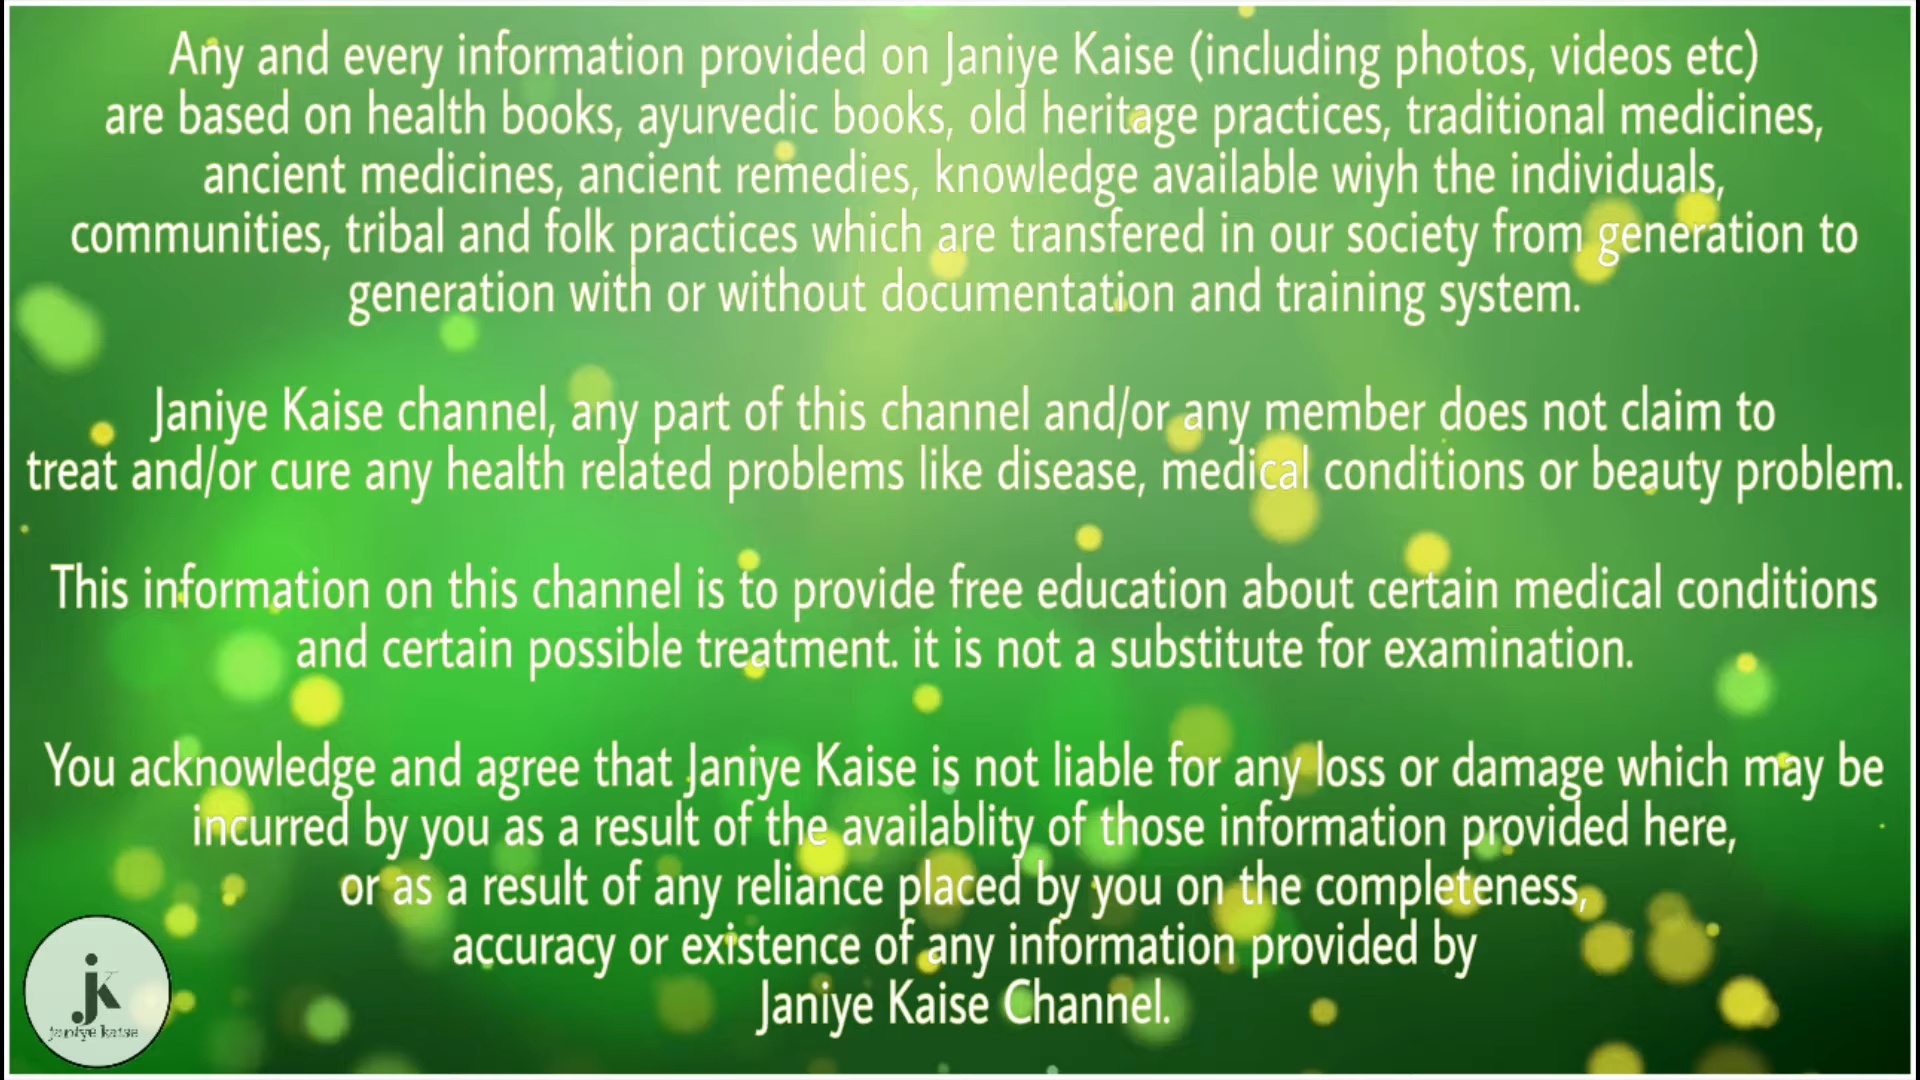 Any and every information provided on Janiye Kaise (including photos, videos etc)
are based on health books, ayurvedic books, old heritage practices, traditional medicines,
ancient medicines, ancient remedies, knowledge available wiyh the individuals,
communities, tribal and folk practices which are transfered in our society from generation to
generation with or without documentation and training system.
Janiye Kaise channel, any part of this channel and/or any member does not claim to
treat and/or cure any health related problems like disease, medical conditions or beauty problem.
This information on this channel is to provide free education about certain medical conditions
and certain possible treatment. it is not a substitute for examination.
You acknowledge and agree that Janiye Kaise is not liable for any loss or damage which may be
incurred by you as a result of the availablity of those information provided here,
or as a result of any reliance placed by you on the completeness,
accuracy or existence of any information provided by
Janiye Kaise Channel.
jk
janiye kaise